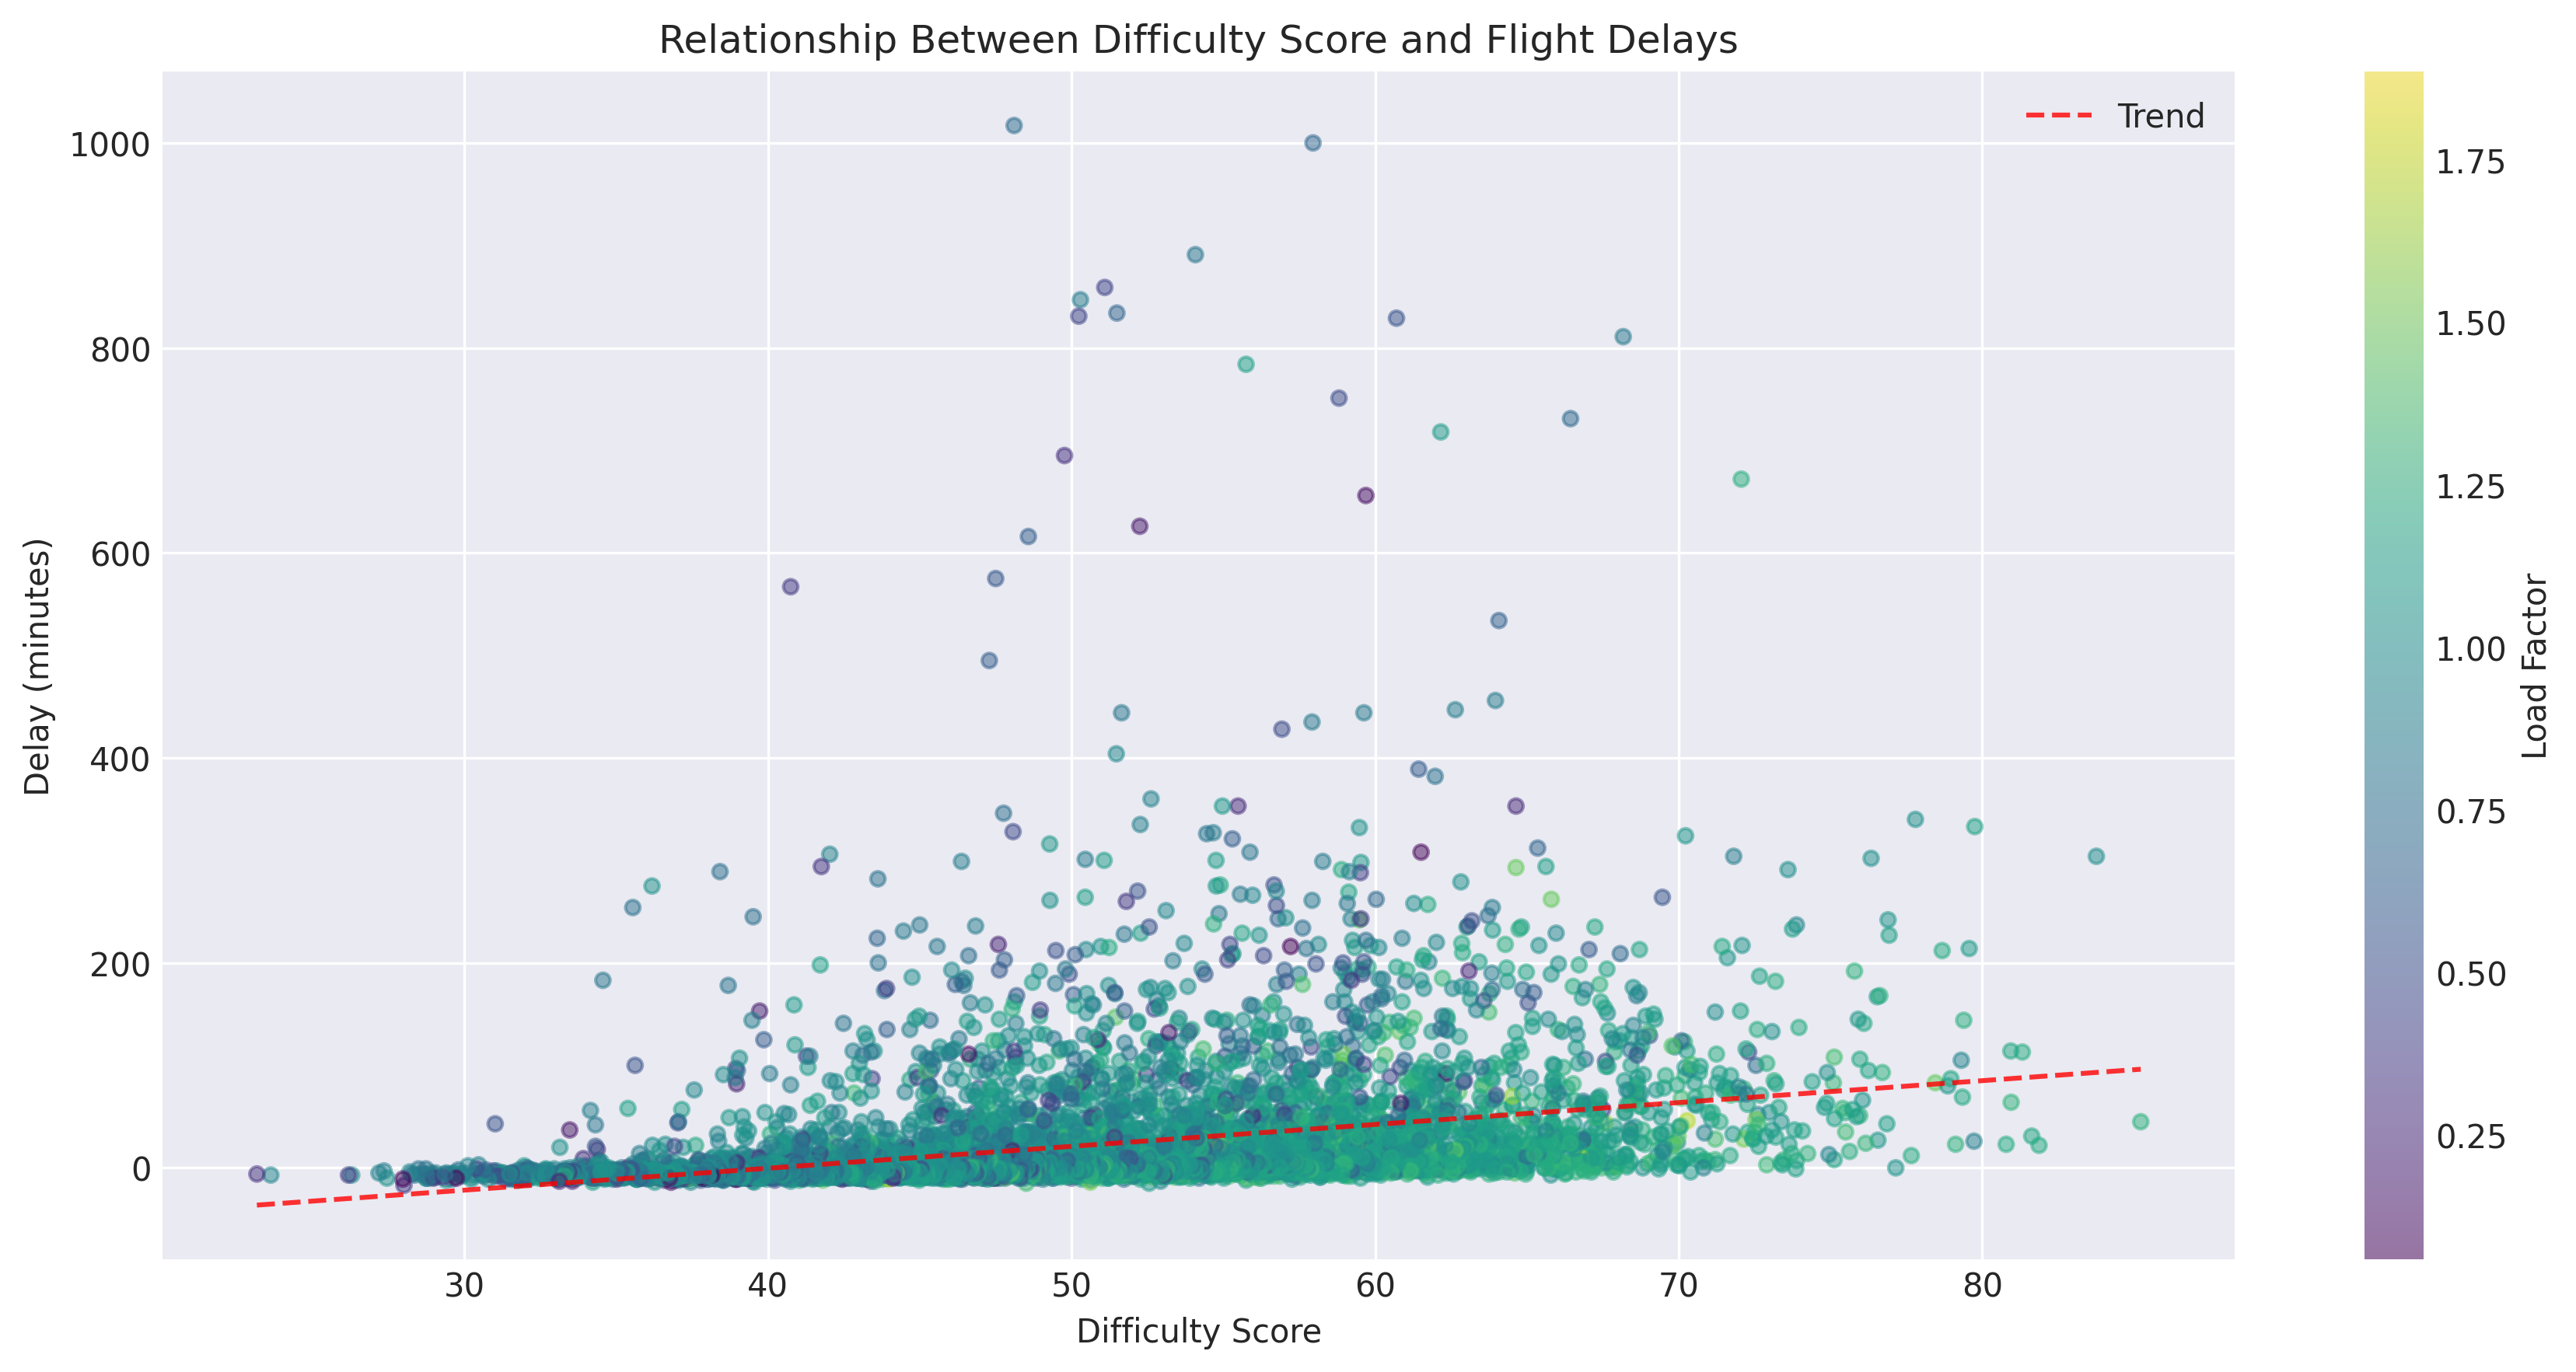 Relationship Between Difficulty Score and Flight Delays
Trend
1000
800
600
400
200
0
Delay (minutes)
30 40 50 60 70 80
Difficulty Score
1.75
1.50
1.25
1.00
0.75
0.50
0.25
Load Factor